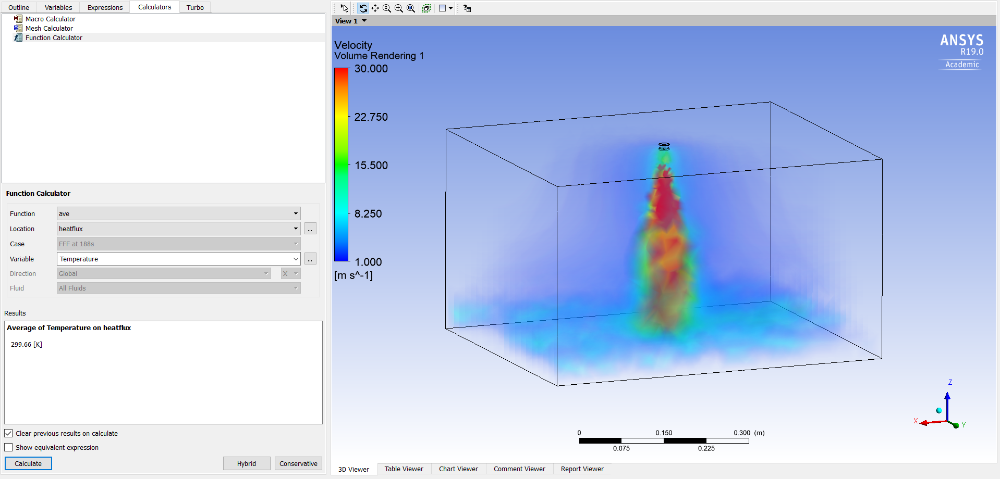 Outline Variables Expressions Calculators Turbo
Macro Calculator
Mesh Calculator
Function Calculator
Function Calculator
Function ave
Location heatflux ...
Case FFF at 188s
Variable Temperature ...
Direction Global X
Fluid All Fluids
Results
Average of Temperature on heatflux
299.66 [K]
Clear previous results on calculate
Show equivalent expression
Calculate Hybrid Conservative
View 1
Velocity
Volume Rendering 1
30.000
22.750
15.500
8.250
1.000
[m s^-1]
ANSYS
R19.0
Academic
Z
X
Y
0 0.150 0.300 (m)
0.075 0.225
3D Viewer Table Viewer Chart Viewer Comment Viewer Report Viewer